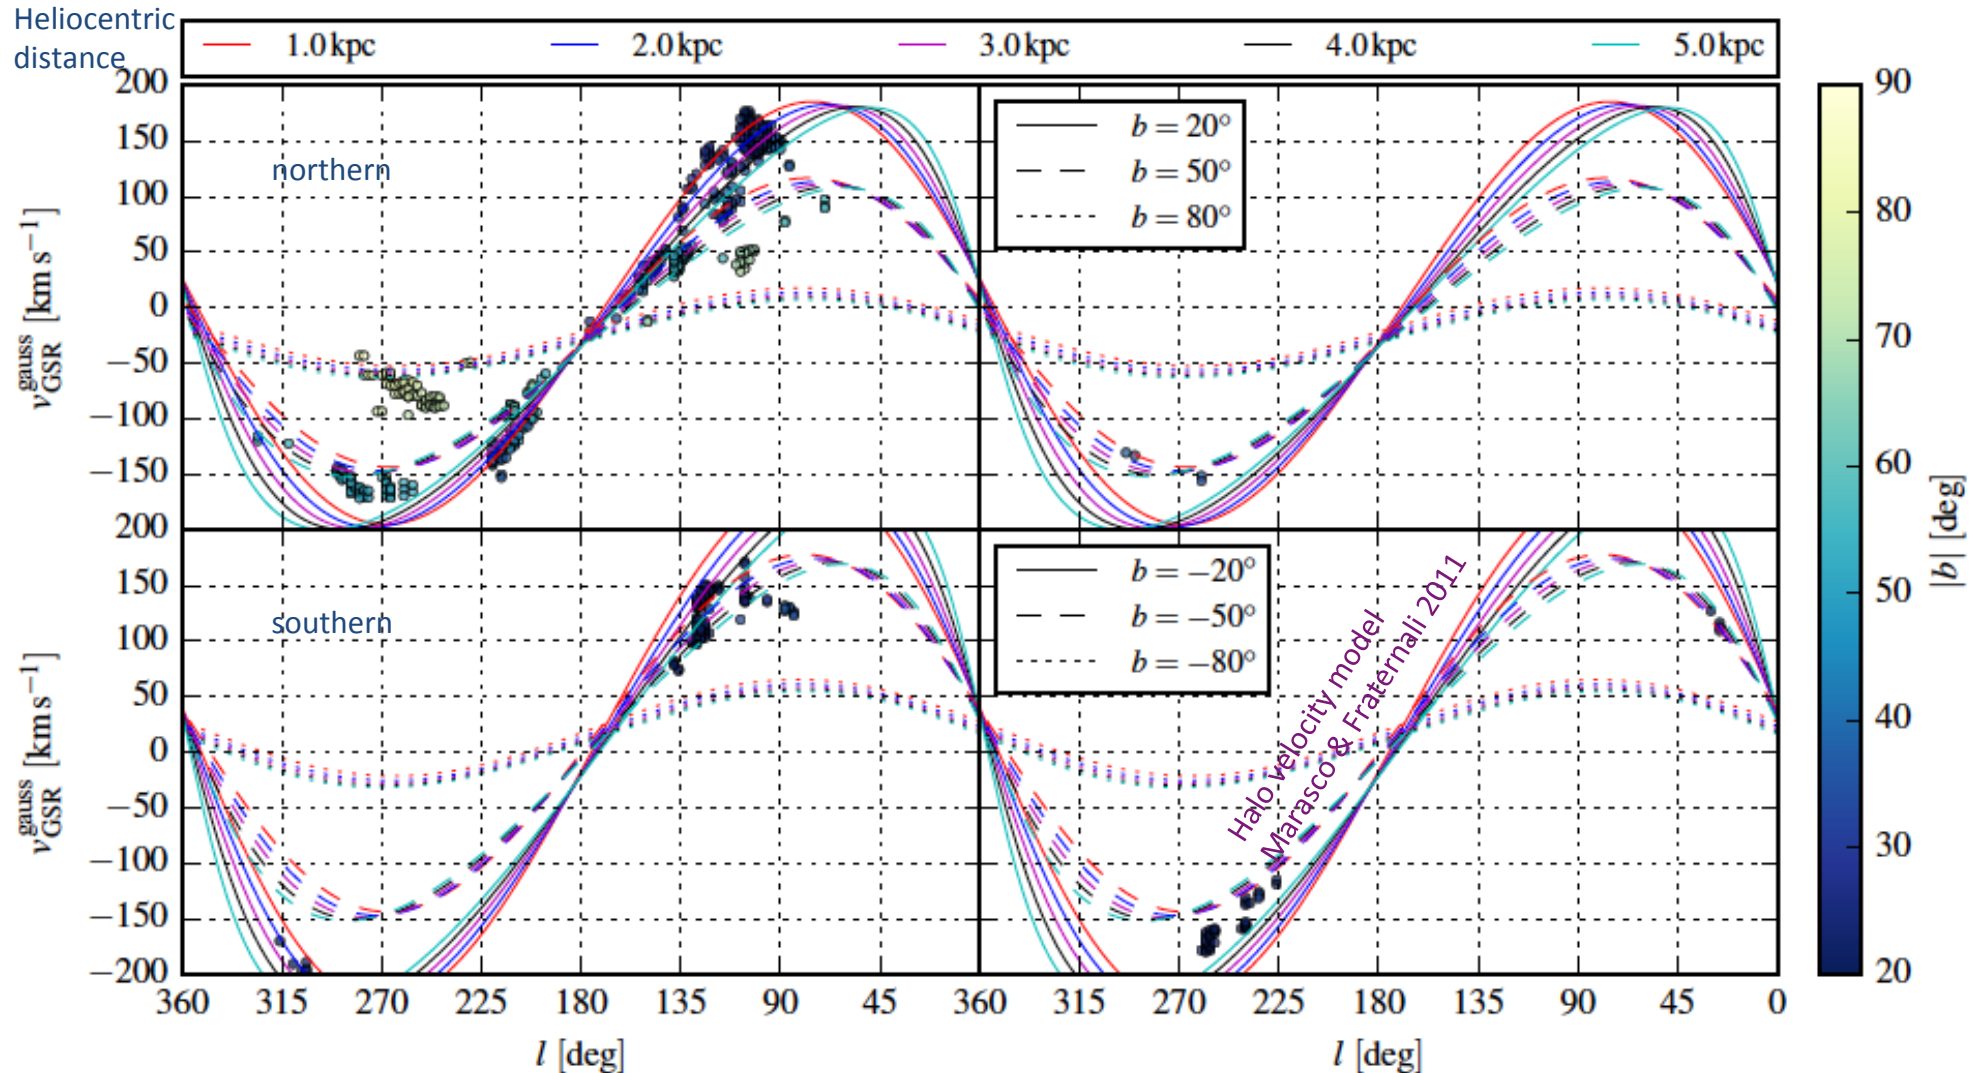 Heliocentric
distance
1.0 kpc 2.0 kpc 3.0 kpc 4.0 kpc 5.0 kpc
200
150
100
50
0
−50
−100
−150
200
150
100
50
0
−50
−100
−150
−200
v_GSR^gauss [km s⁻¹]
v_GSR^gauss [km s⁻¹]
northern
southern
b = 20°
b = 50°
b = 80°
b = −20°
b = −50°
b = −80°
Halo velocity model
Marasco & Fraternali 2011
360 315 270 225 180 135 90 45 360 315 270 225 180 135 90 45 0
l [deg] l [deg]
90
80
70
60
50
40
30
20
|b| [deg]